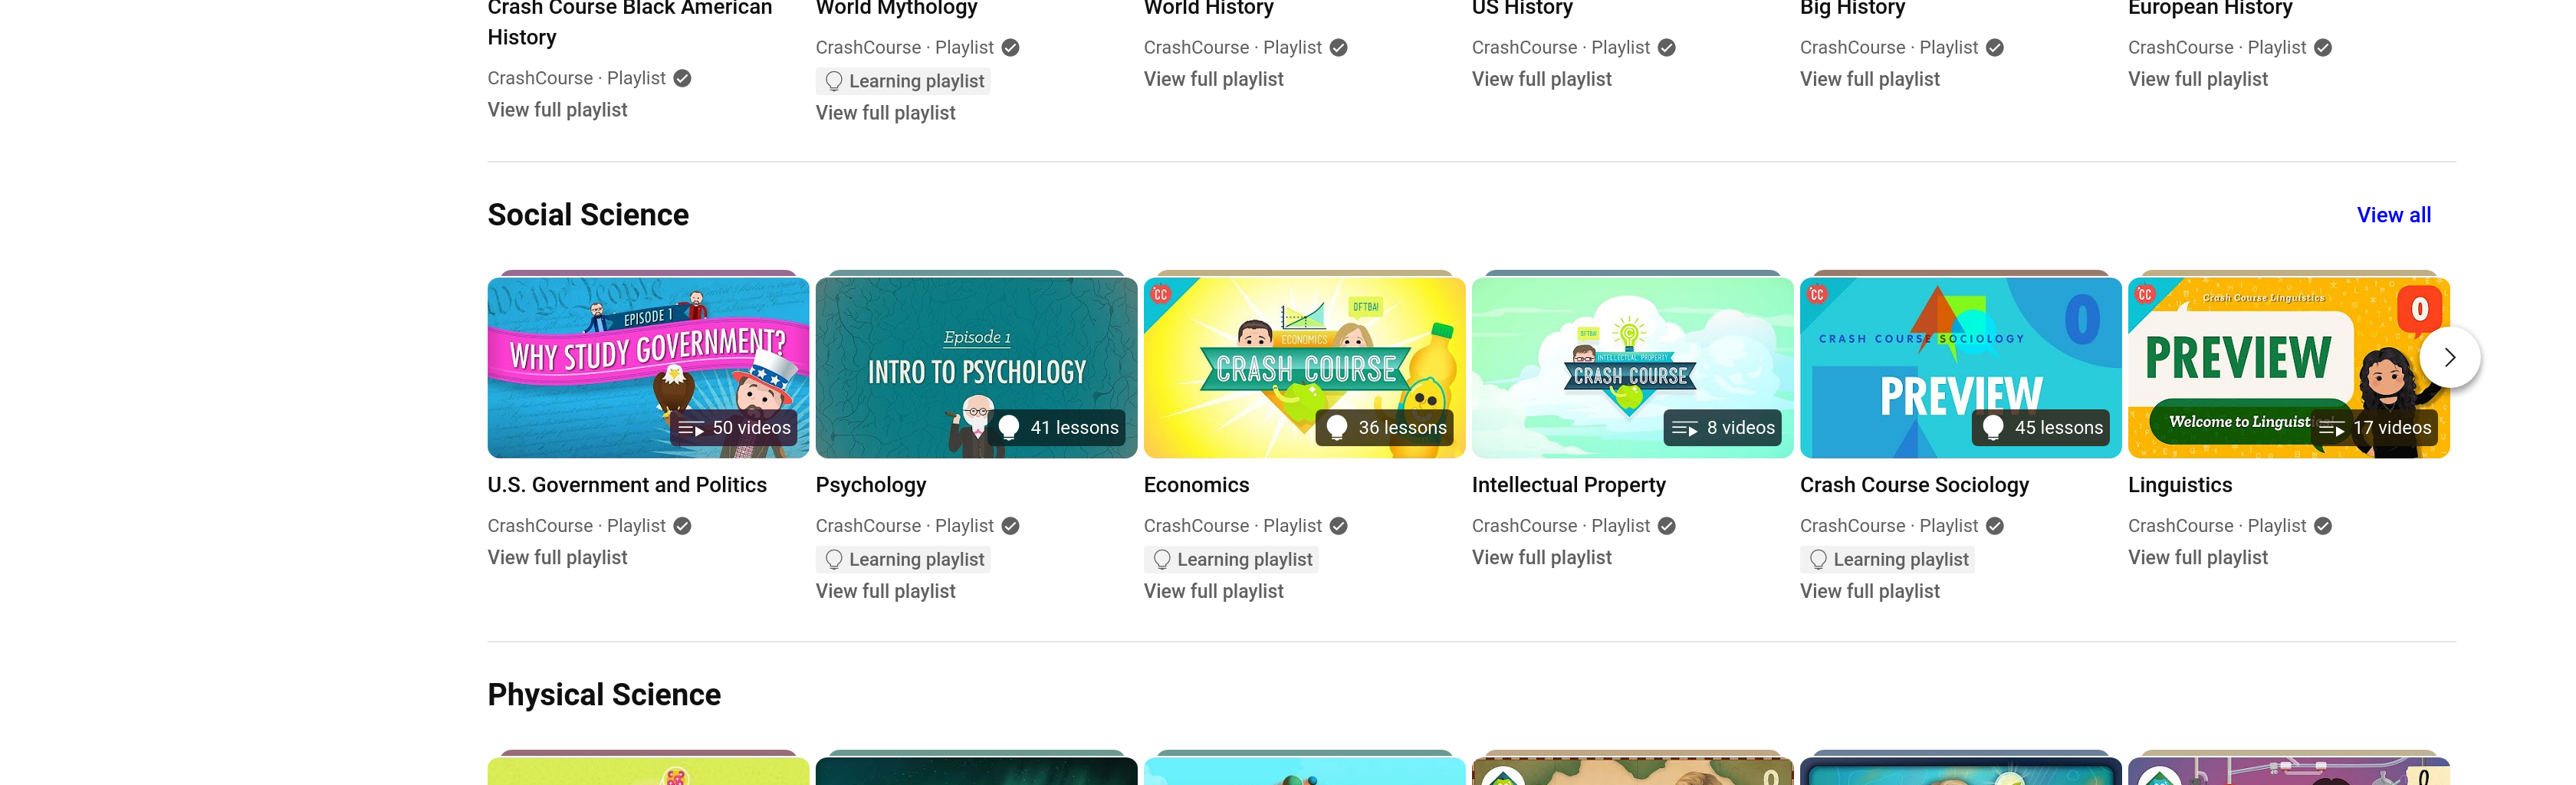 Crash Course Black American
History
CrashCourse · Playlist
View full playlist
World Mythology
CrashCourse · Playlist
Learning playlist
View full playlist
World History
CrashCourse · Playlist
View full playlist
US History
CrashCourse · Playlist
View full playlist
Big History
CrashCourse · Playlist
View full playlist
European History
CrashCourse · Playlist
View full playlist
Social Science
View all
We the People
EPISODE 1
WHY STUDY GOVERNMENT?
50 videos
U.S. Government and Politics
CrashCourse · Playlist
View full playlist
Episode 1
INTRO TO PSYCHOLOGY
41 lessons
Psychology
CrashCourse · Playlist
Learning playlist
View full playlist
CC
DFTBA!
ECONOMICS
CRASH COURSE
36 lessons
Economics
CrashCourse · Playlist
Learning playlist
View full playlist
DFTBA!
INTELLECTUAL PROPERTY
CRASH COURSE
8 videos
Intellectual Property
CrashCourse · Playlist
View full playlist
CC
0
CRASH COURSE SOCIOLOGY
PREVIEW
45 lessons
Crash Course Sociology
CrashCourse · Playlist
Learning playlist
View full playlist
CC
Crash Course Linguistics
0
PREVIEW
Welcome to Linguistics
17 videos
Linguistics
CrashCourse · Playlist
View full playlist
Physical Science
0
0